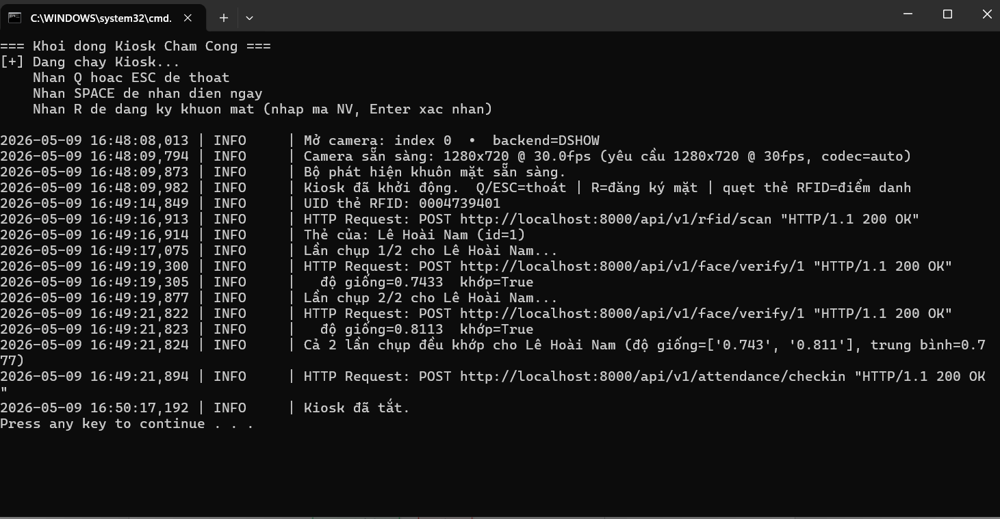 C:\WINDOWS\system32\cmd.
=== Khoi dong Kiosk Cham Cong ===
[+] Dang chay Kiosk...
    Nhan Q hoac ESC de thoat
    Nhan SPACE de nhan dien ngay
    Nhan R de dang ky khuon mat (nhap ma NV, Enter xac nhan)
2026-05-09 16:48:08,013 | INFO     | Mở camera: index 0  •  backend=DSHOW
2026-05-09 16:48:09,794 | INFO     | Camera sẵn sàng: 1280x720 @ 30.0fps (yêu cầu 1280x720 @ 30fps, codec=auto)
2026-05-09 16:48:09,873 | INFO     | Bộ phát hiện khuôn mặt sẵn sàng.
2026-05-09 16:48:09,982 | INFO     | Kiosk đã khởi động.  Q/ESC=thoát | R=đăng ký mặt | quẹt thẻ RFID=điểm danh
2026-05-09 16:49:14,849 | INFO     | UID thẻ RFID: 0004739401
2026-05-09 16:49:16,913 | INFO     | HTTP Request: POST http://localhost:8000/api/v1/rfid/scan "HTTP/1.1 200 OK"
2026-05-09 16:49:16,914 | INFO     | Thẻ của: Lê Hoài Nam (id=1)
2026-05-09 16:49:17,075 | INFO     | Lần chụp 1/2 cho Lê Hoài Nam...
2026-05-09 16:49:19,300 | INFO     | HTTP Request: POST http://localhost:8000/api/v1/face/verify/1 "HTTP/1.1 200 OK"
2026-05-09 16:49:19,305 | INFO     |   độ giống=0.7433  khớp=True
2026-05-09 16:49:19,877 | INFO     | Lần chụp 2/2 cho Lê Hoài Nam...
2026-05-09 16:49:21,822 | INFO     | HTTP Request: POST http://localhost:8000/api/v1/face/verify/1 "HTTP/1.1 200 OK"
2026-05-09 16:49:21,823 | INFO     |   độ giống=0.8113  khớp=True
2026-05-09 16:49:21,824 | INFO     | Cả 2 lần chụp đều khớp cho Lê Hoài Nam (độ giống=['0.743', '0.811'], trung bình=0.7
77)
2026-05-09 16:49:21,894 | INFO     | HTTP Request: POST http://localhost:8000/api/v1/attendance/checkin "HTTP/1.1 200 OK
"
2026-05-09 16:50:17,192 | INFO     | Kiosk đã tắt.
Press any key to continue . . .